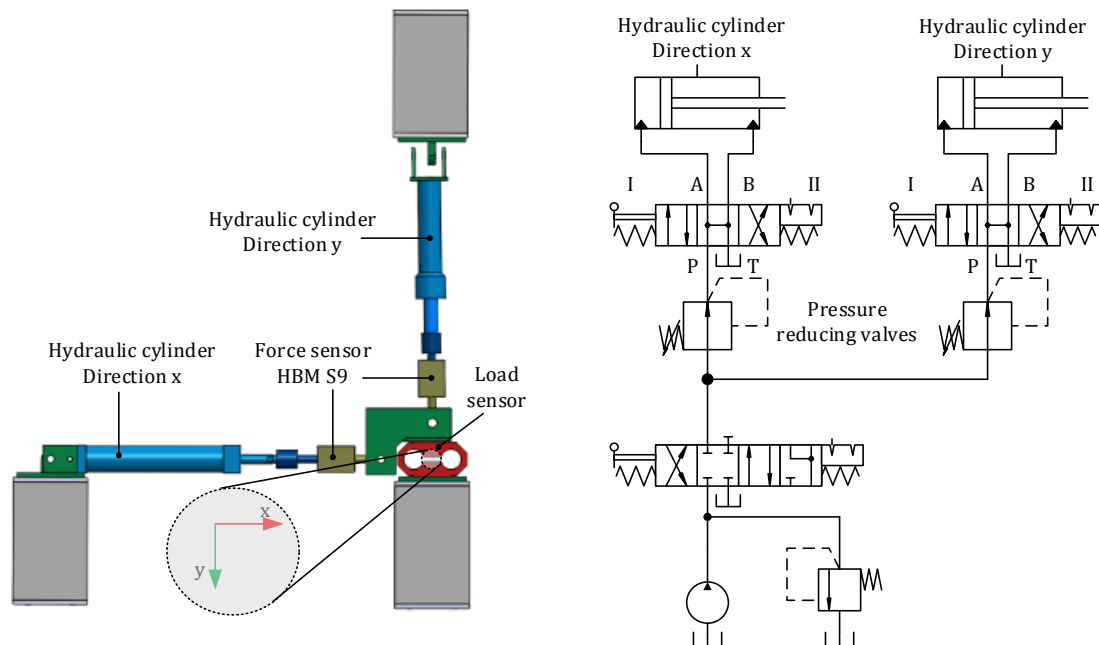 Hydraulic cylinder
Direction y
Hydraulic cylinder
Direction x
Force sensor
HBM S9
Load
sensor
x
y
Hydraulic cylinder
Direction x
Hydraulic cylinder
Direction y
I A B II
I A B II
P T
P T
Pressure
reducing valves